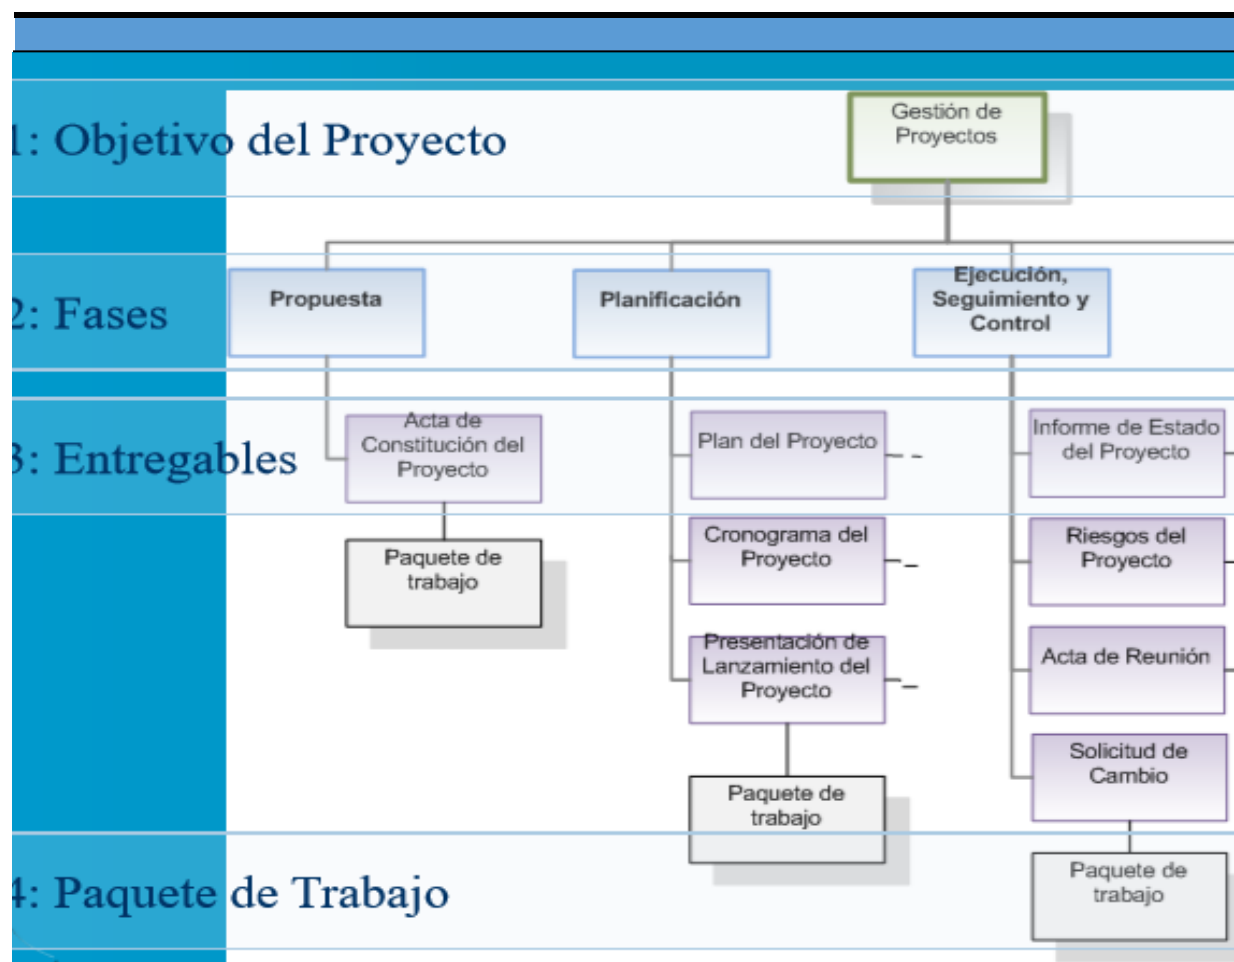 1: Objetivo del Proyecto
Gestión de
Proyectos
2: Fases
Propuesta
Planificación
Ejecución,
Seguimiento y
Control
3: Entregables
Acta de
Constitución del
Proyecto
Plan del Proyecto
Informe de Estado
del Proyecto
Paquete de
trabajo
Cronograma del
Proyecto
Riesgos del
Proyecto
Presentación de
Lanzamiento del
Proyecto
Acta de Reunión
Solicitud de
Cambio
Paquete de
trabajo
4: Paquete de Trabajo
Paquete de
trabajo